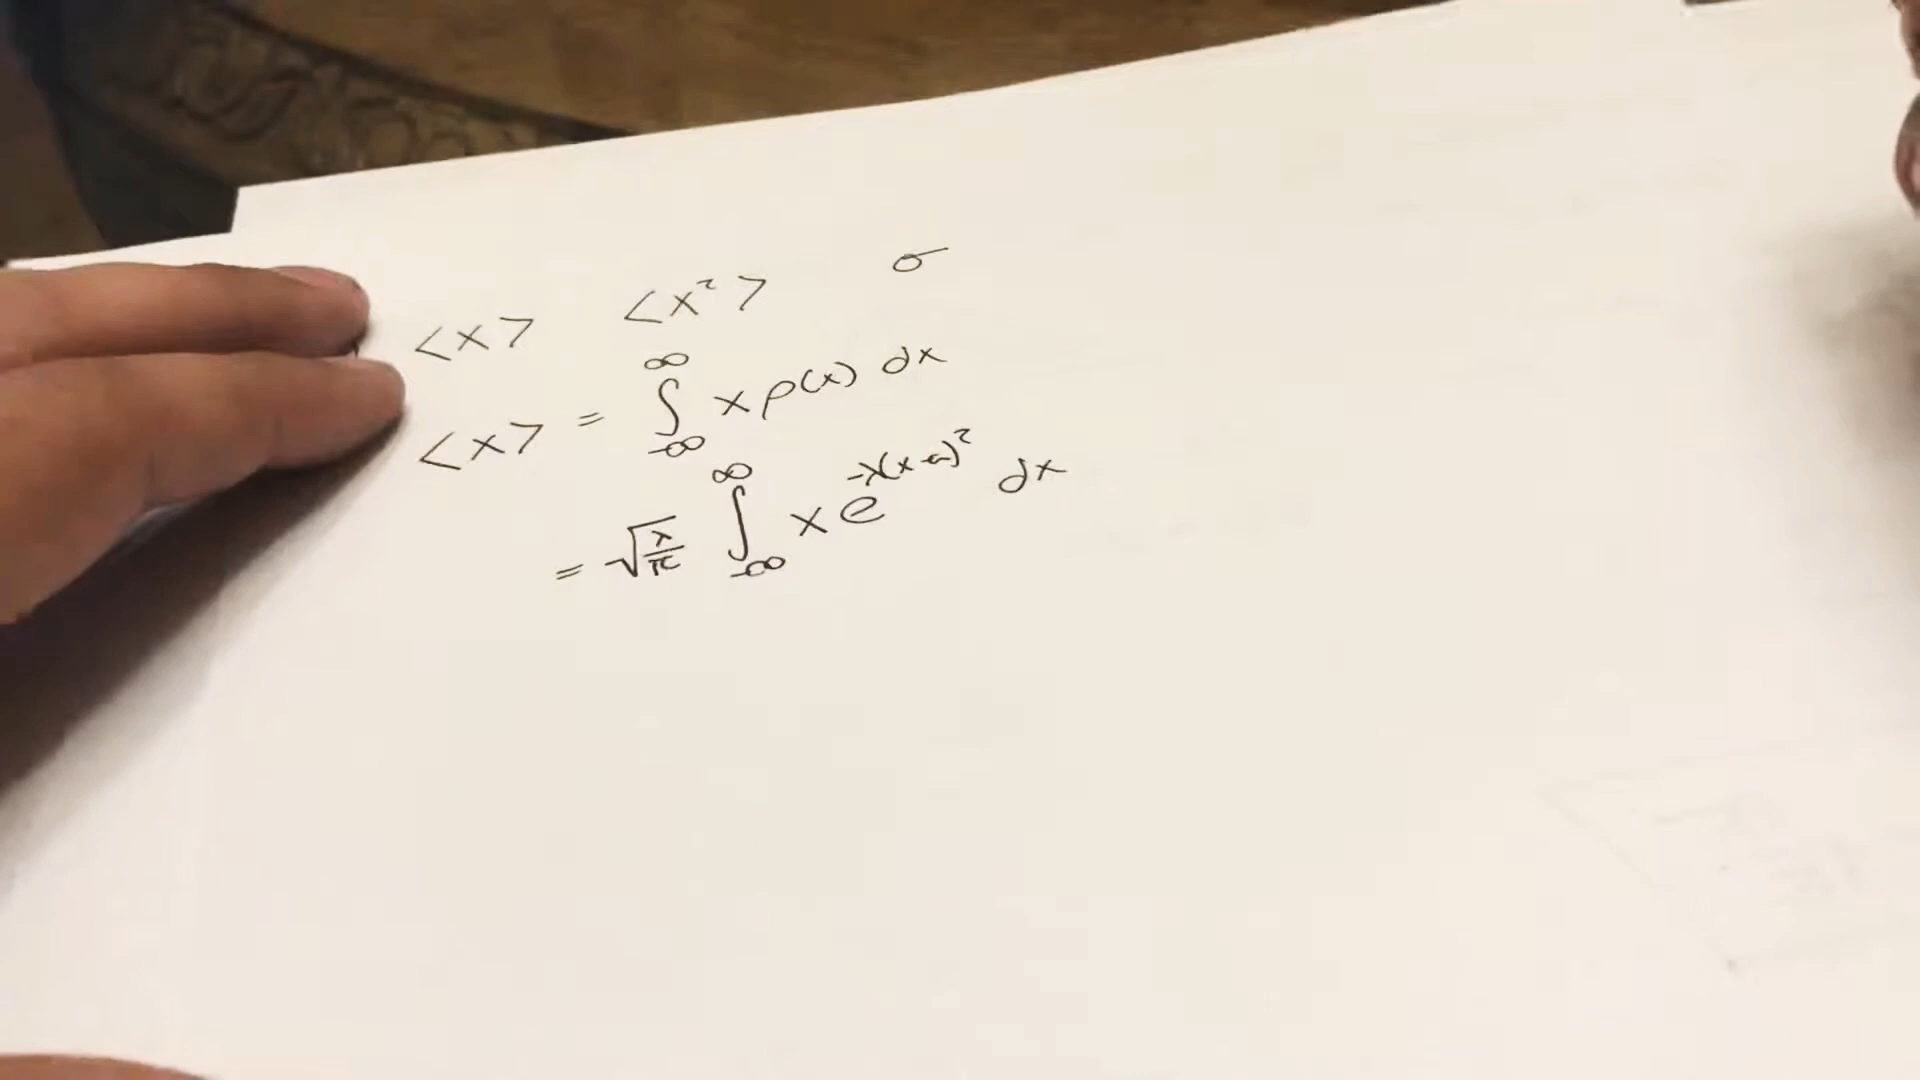 <x> <x²> σ
<x> = ∫_{-∞}^{∞} x ρ(x) dx
= √(λ/π) ∫_{-∞}^{∞} x e^{-λ(x-a)²} dx